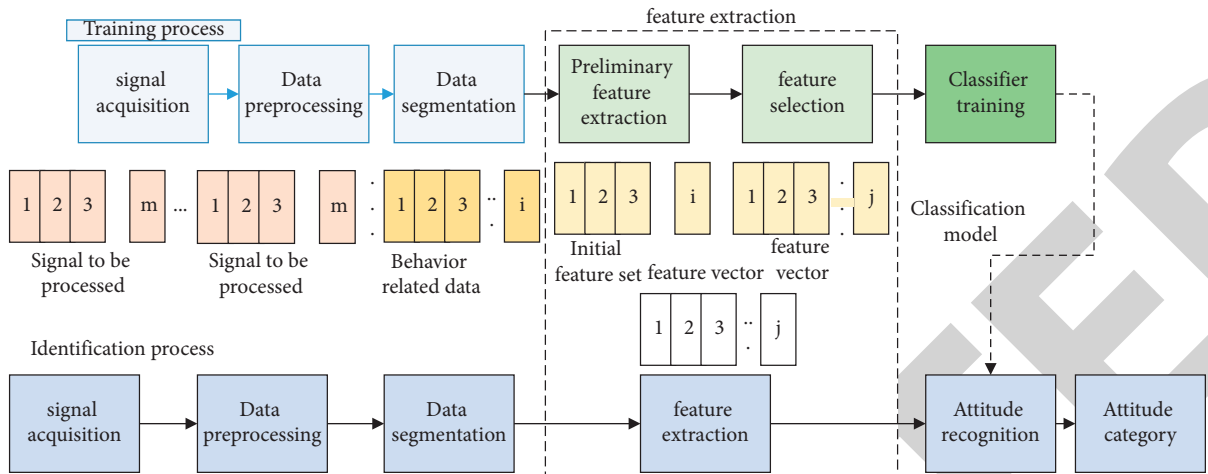 feature extraction
Training process
signal
acquisition
Data
preprocessing
Data
segmentation
Preliminary
feature
extraction
feature
selection
Classifier
training
1 2 3 m ... 1 2 3 m : 1 2 3 .. i
1 2 3 i 1 2 3 .. j
Signal to be
processed
Signal to be
processed
Behavior
related data
Initial
feature set
feature vector
feature
vector
Classification
model
1 2 3 .. j
Identification process
signal
acquisition
Data
preprocessing
Data
segmentation
feature
extraction
Attitude
recognition
Attitude
category